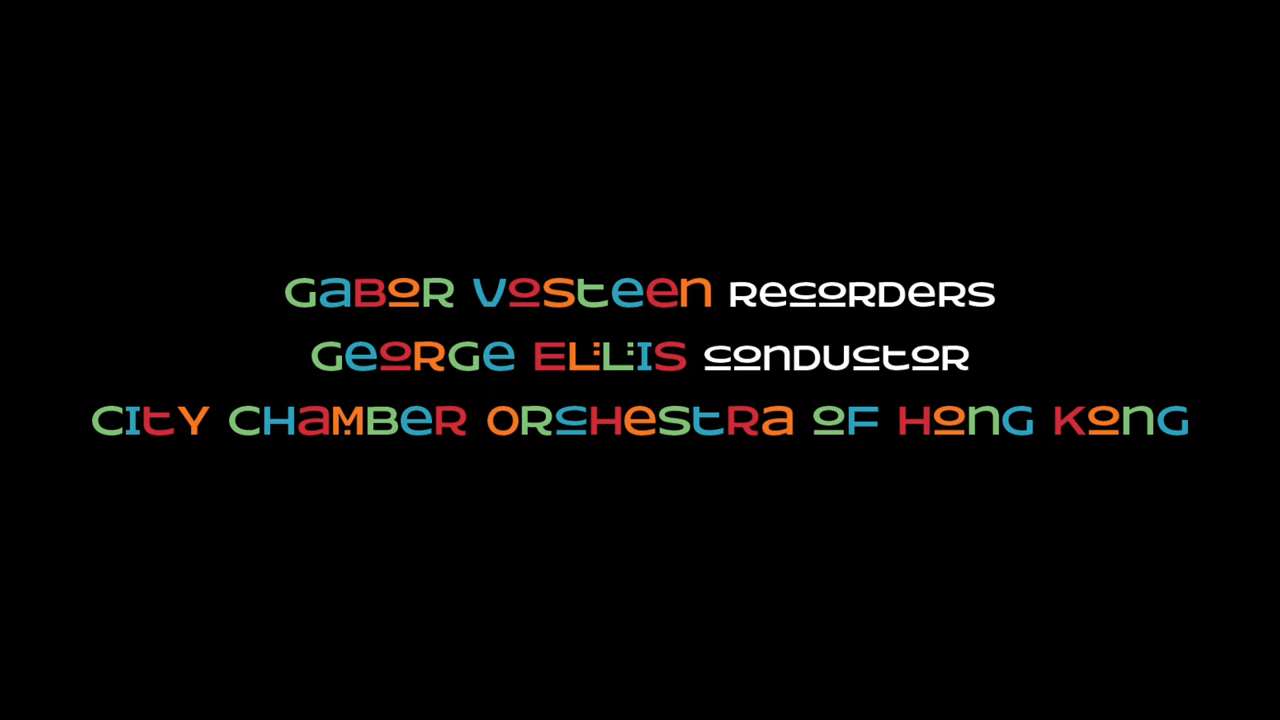 GaBOR VOSteen ReCORDeRS
GeORGe ELLIS COnDUCtOR
CItY CHaMBeR ORCHeStRa OF HOnG KOnG